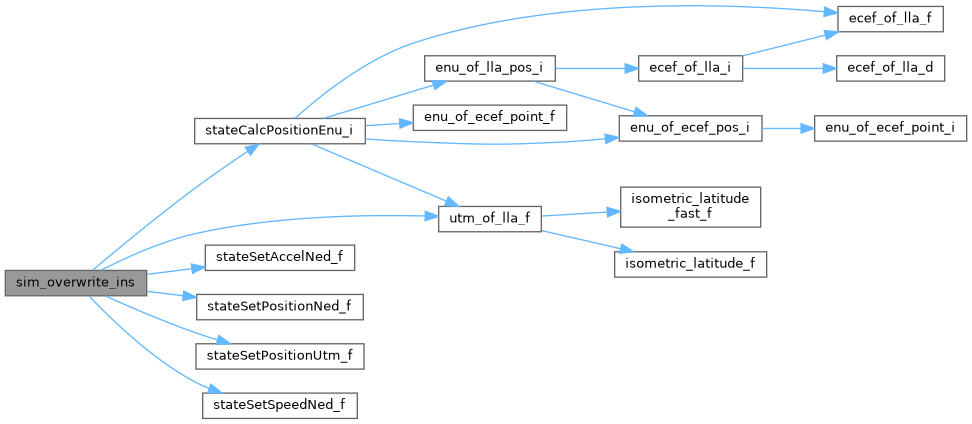 ecef_of_lla_f
enu_of_lla_pos_i
ecef_of_lla_i
ecef_of_lla_d
stateCalcPositionEnu_i
enu_of_ecef_point_f
enu_of_ecef_pos_i
enu_of_ecef_point_i
isometric_latitude
_fast_f
utm_of_lla_f
isometric_latitude_f
stateSetAccelNed_f
sim_overwrite_ins
stateSetPositionNed_f
stateSetPositionUtm_f
stateSetSpeedNed_f